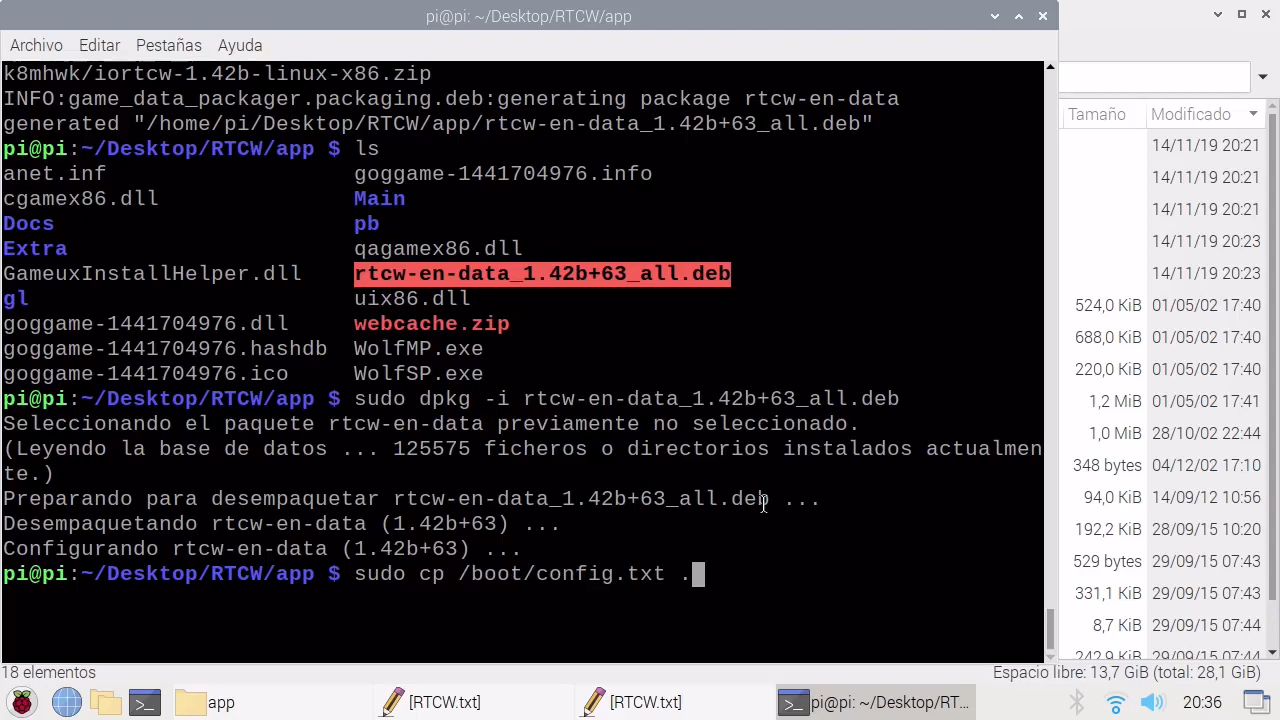 pi@pi: ~/Desktop/RTCW/app
Archivo Editar Pestañas Ayuda
k8mhwk/iortcw-1.42b-linux-x86.zip
INFO:game_data_packager.packaging.deb:generating package rtcw-en-data
generated "/home/pi/Desktop/RTCW/app/rtcw-en-data_1.42b+63_all.deb"
pi@pi:~/Desktop/RTCW/app $ ls
anet.inf goggame-1441704976.info
cgamex86.dll Main
Docs pb
Extra qagamex86.dll
GameuxInstallHelper.dll rtcw-en-data_1.42b+63_all.deb
gl uix86.dll
goggame-1441704976.dll webcache.zip
goggame-1441704976.hashdb WolfMP.exe
goggame-1441704976.ico WolfSP.exe
pi@pi:~/Desktop/RTCW/app $ sudo dpkg -i rtcw-en-data_1.42b+63_all.deb
Seleccionando el paquete rtcw-en-data previamente no seleccionado.
(Leyendo la base de datos ... 125575 ficheros o directorios instalados actualmen
te.)
Preparando para desempaquetar rtcw-en-data_1.42b+63_all.deb ...
Desempaquetando rtcw-en-data (1.42b+63) ...
Configurando rtcw-en-data (1.42b+63) ...
pi@pi:~/Desktop/RTCW/app $ sudo cp /boot/config.txt .
Tamaño Modificado
14/11/19 20:21
14/11/19 20:21
14/11/19 20:21
14/11/19 20:23
14/11/19 20:23
524,0 KiB 01/05/02 17:40
688,0 KiB 01/05/02 17:40
220,0 KiB 01/05/02 17:40
1,2 MiB 01/05/02 17:41
1,0 MiB 28/10/02 22:44
348 bytes 04/12/02 17:10
94,0 KiB 14/09/12 10:56
192,2 KiB 28/09/15 10:20
529 bytes 29/09/15 07:43
331,1 KiB 29/09/15 07:43
8,7 KiB 29/09/15 07:44
242,9 KiB 29/09/15 07:44
18 elementos Espacio libre: 13,7 GiB (total: 28,1 GiB)
app [RTCW.txt] [RTCW.txt] pi@pi: ~/Desktop/RT... 20:36